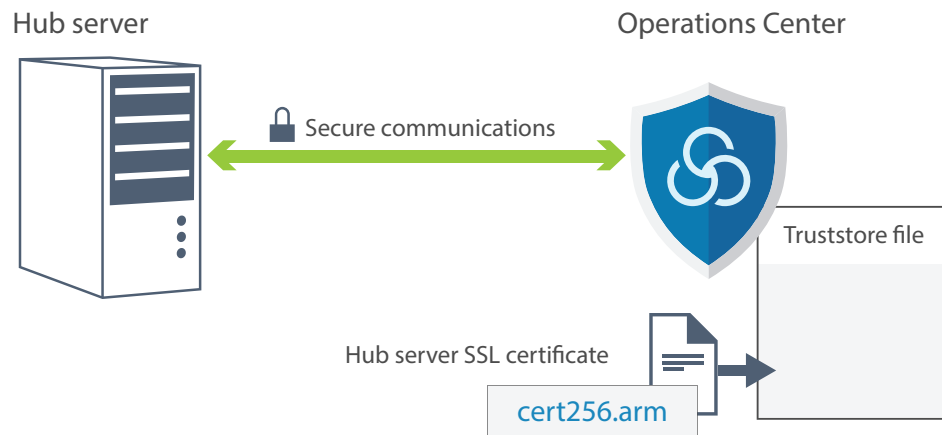 Hub server
Operations Center
Secure communications
Truststore file
Hub server SSL certificate
cert256.arm